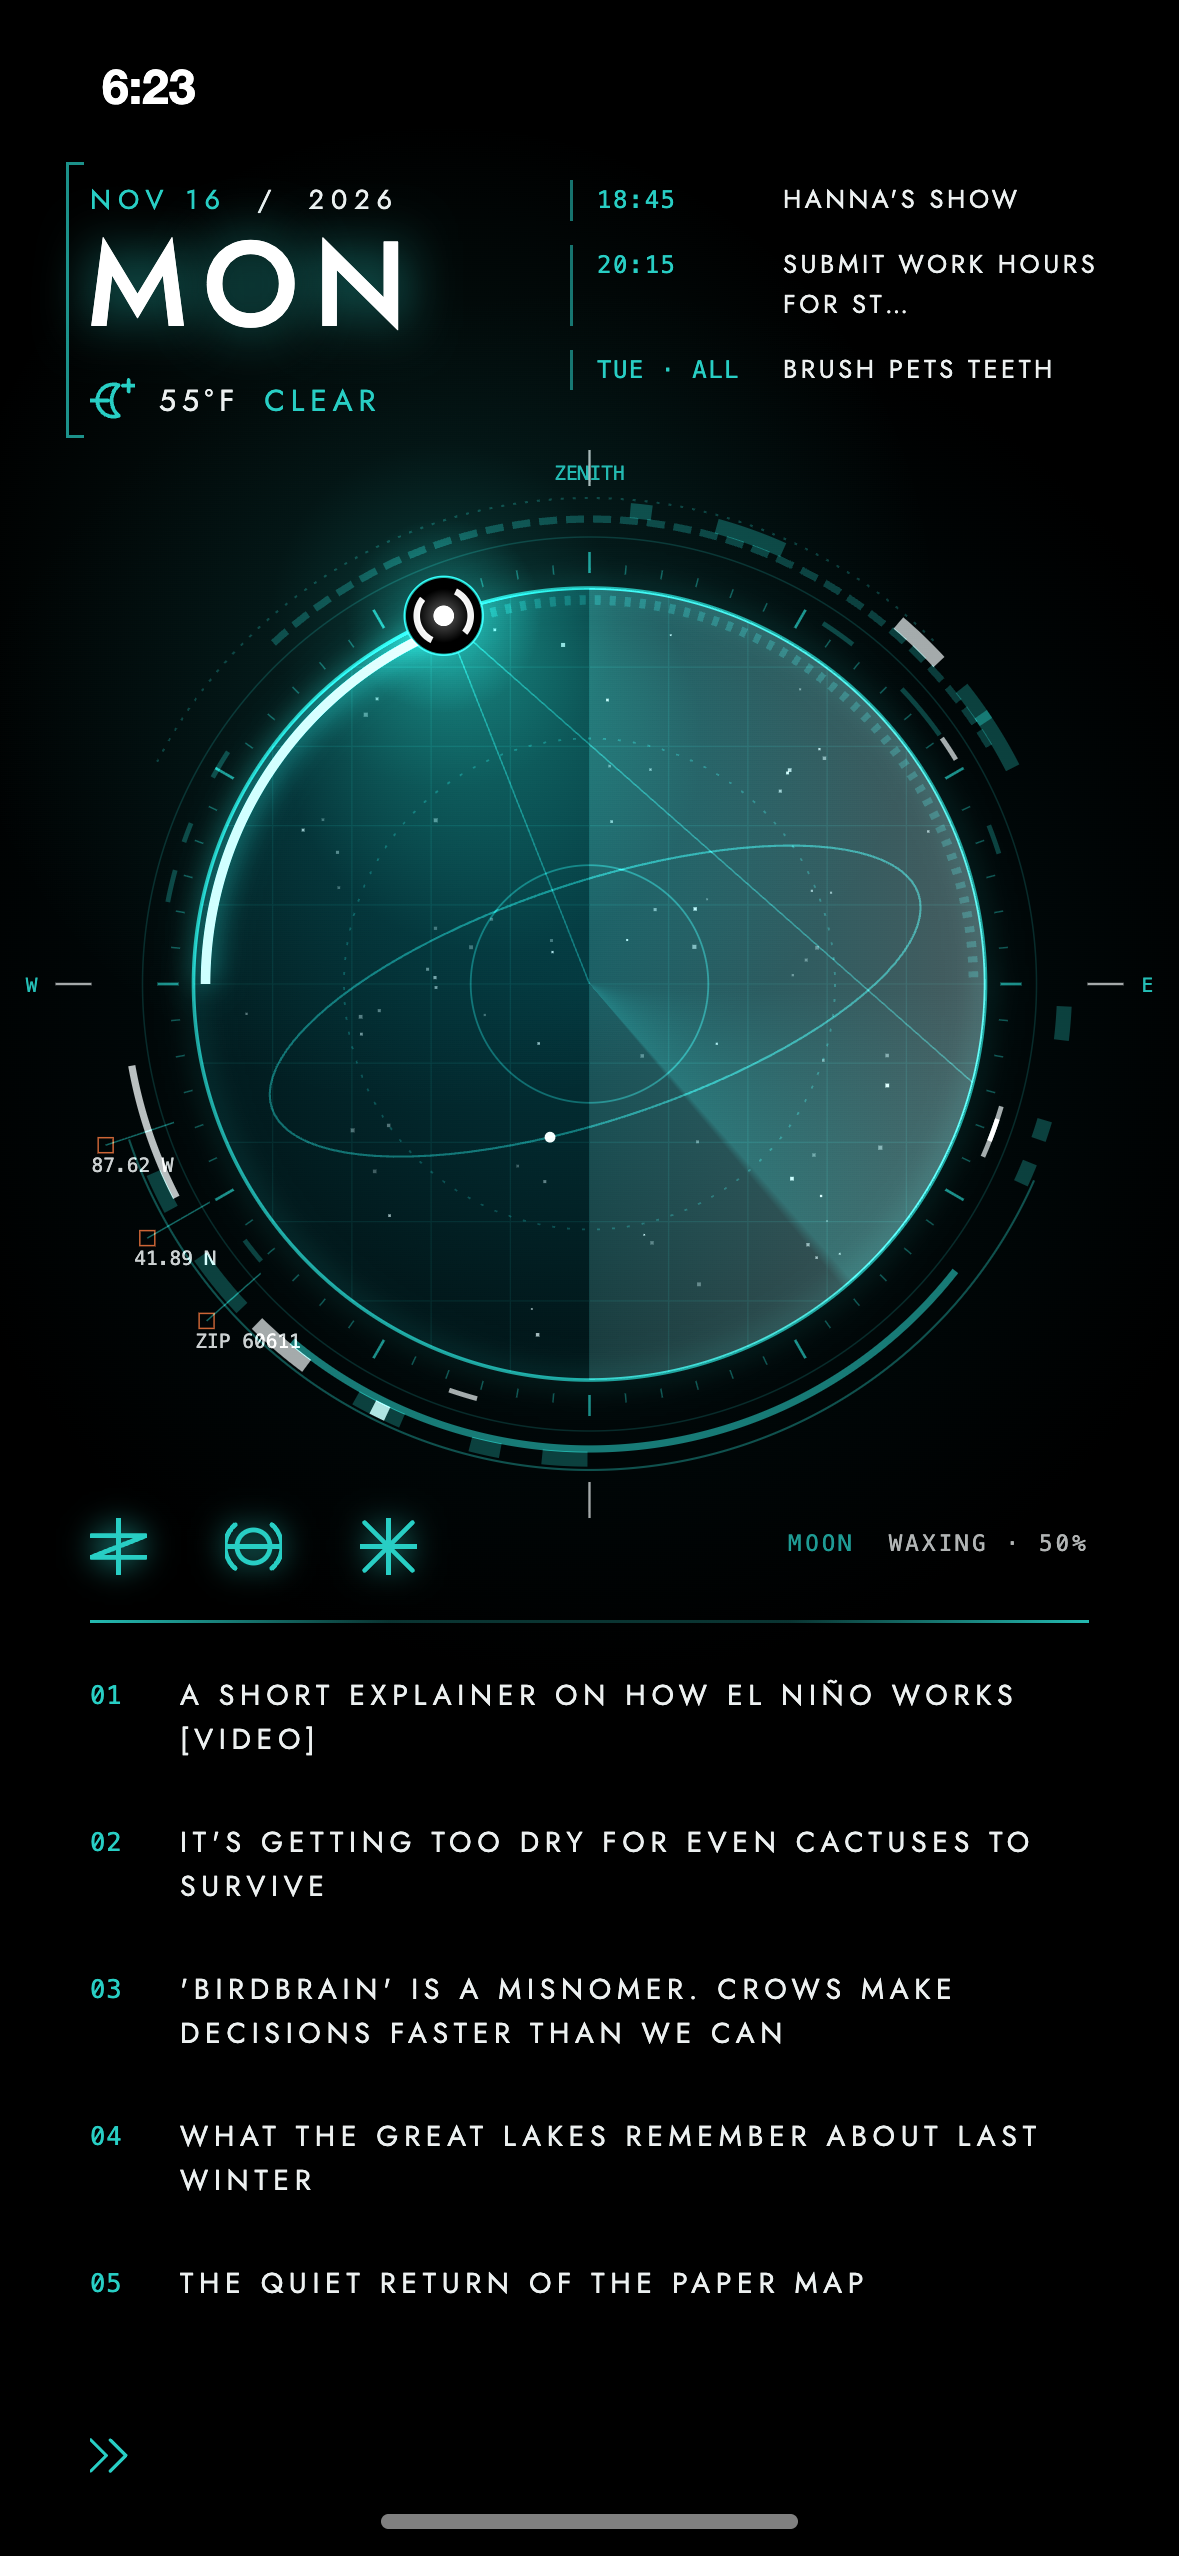 6:23
NOV 16 / 2026
MON
55°F CLEAR
18:45 HANNA'S SHOW
20:15 SUBMIT WORK HOURS
FOR ST...
TUE · ALL BRUSH PETS TEETH
ZENITH
W
E
87.62 W
41.89 N
ZIP 60611
MOON WAXING · 50%
01 A SHORT EXPLAINER ON HOW EL NIÑO WORKS
[VIDEO]
02 IT'S GETTING TOO DRY FOR EVEN CACTUSES TO
SURVIVE
03 'BIRDBRAIN' IS A MISNOMER. CROWS MAKE
DECISIONS FASTER THAN WE CAN
04 WHAT THE GREAT LAKES REMEMBER ABOUT LAST
WINTER
05 THE QUIET RETURN OF THE PAPER MAP